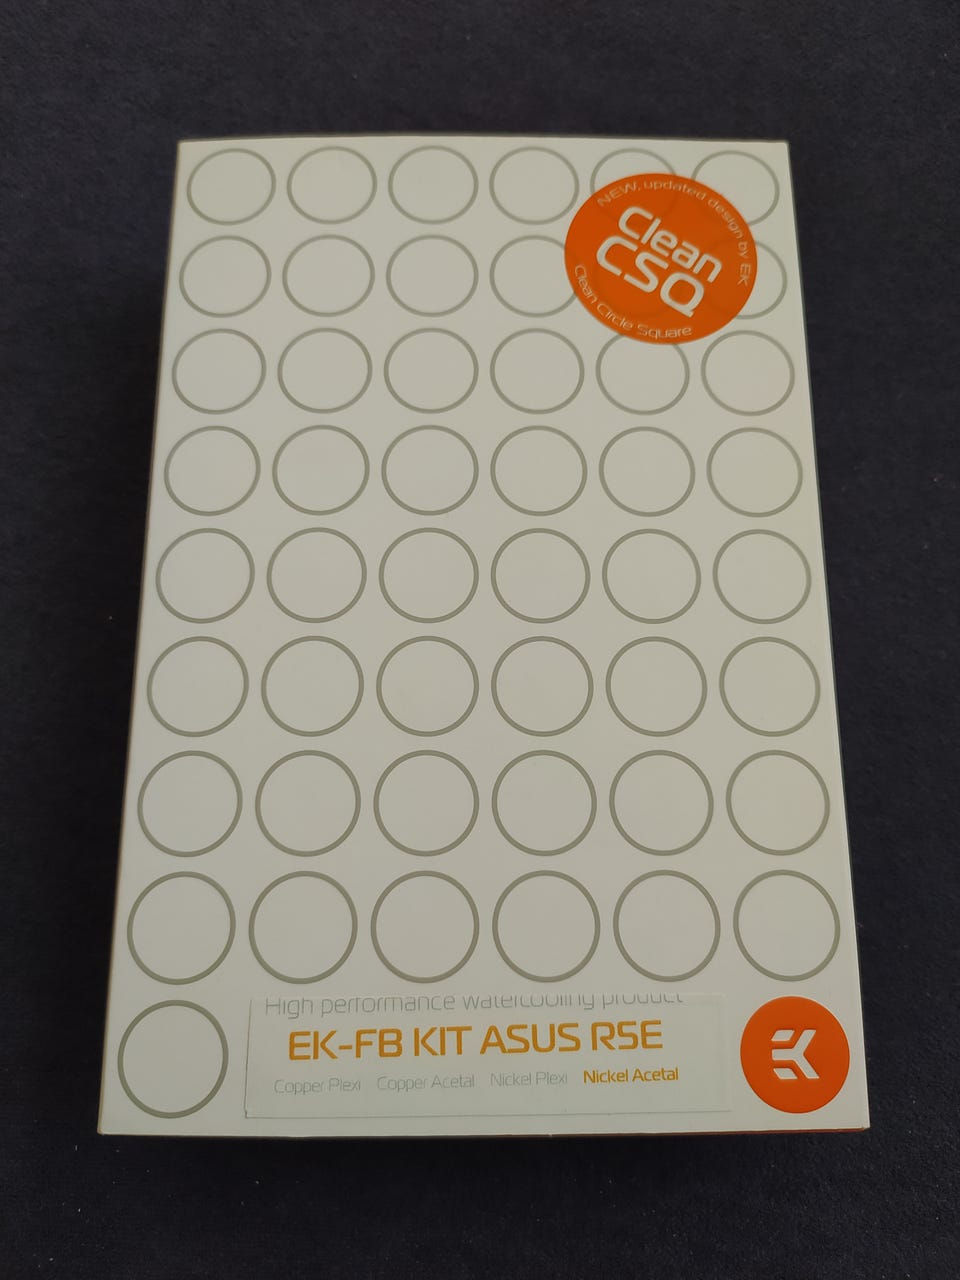 NEW, updated design by EK
Clean
CSQ
Clean Circle Square
High performance watercooling product
EK-FB KIT ASUS R5E
Copper Plexi Copper Acetal Nickel Plexi Nickel Acetal
EK